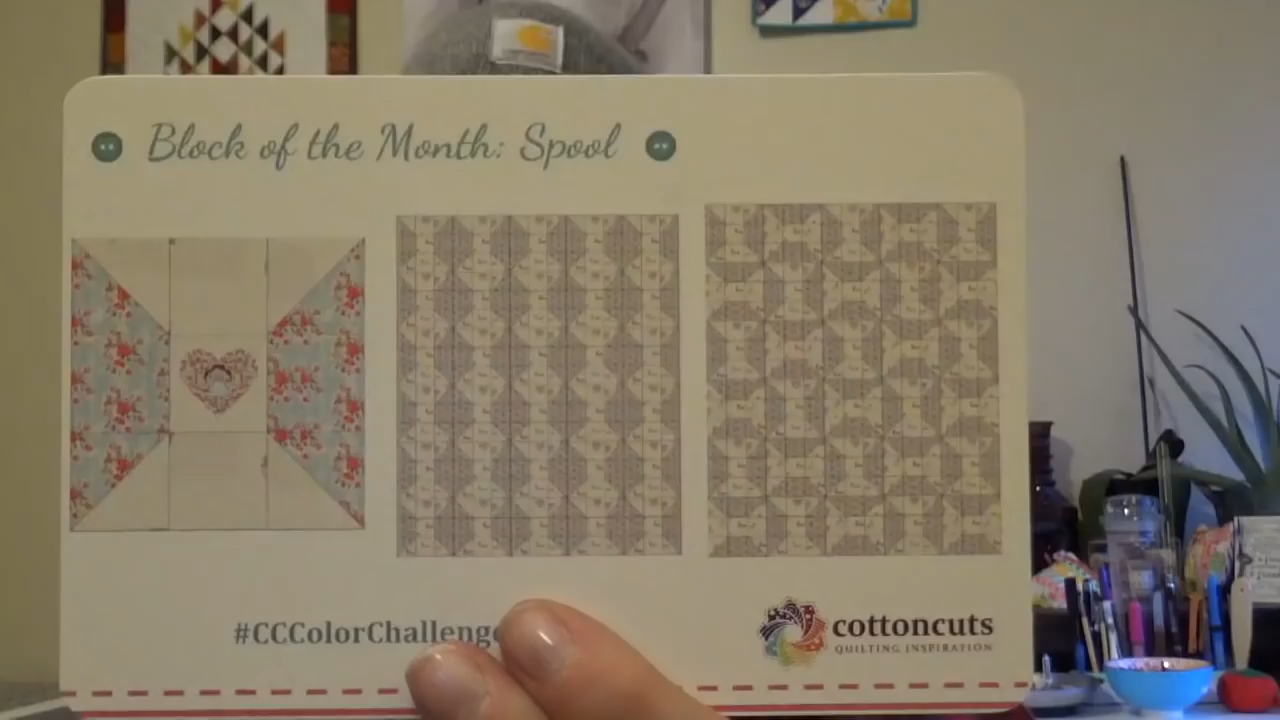 Block of the Month: Spool
#CCColorChallenge
cottoncuts
QUILTING INSPIRATION